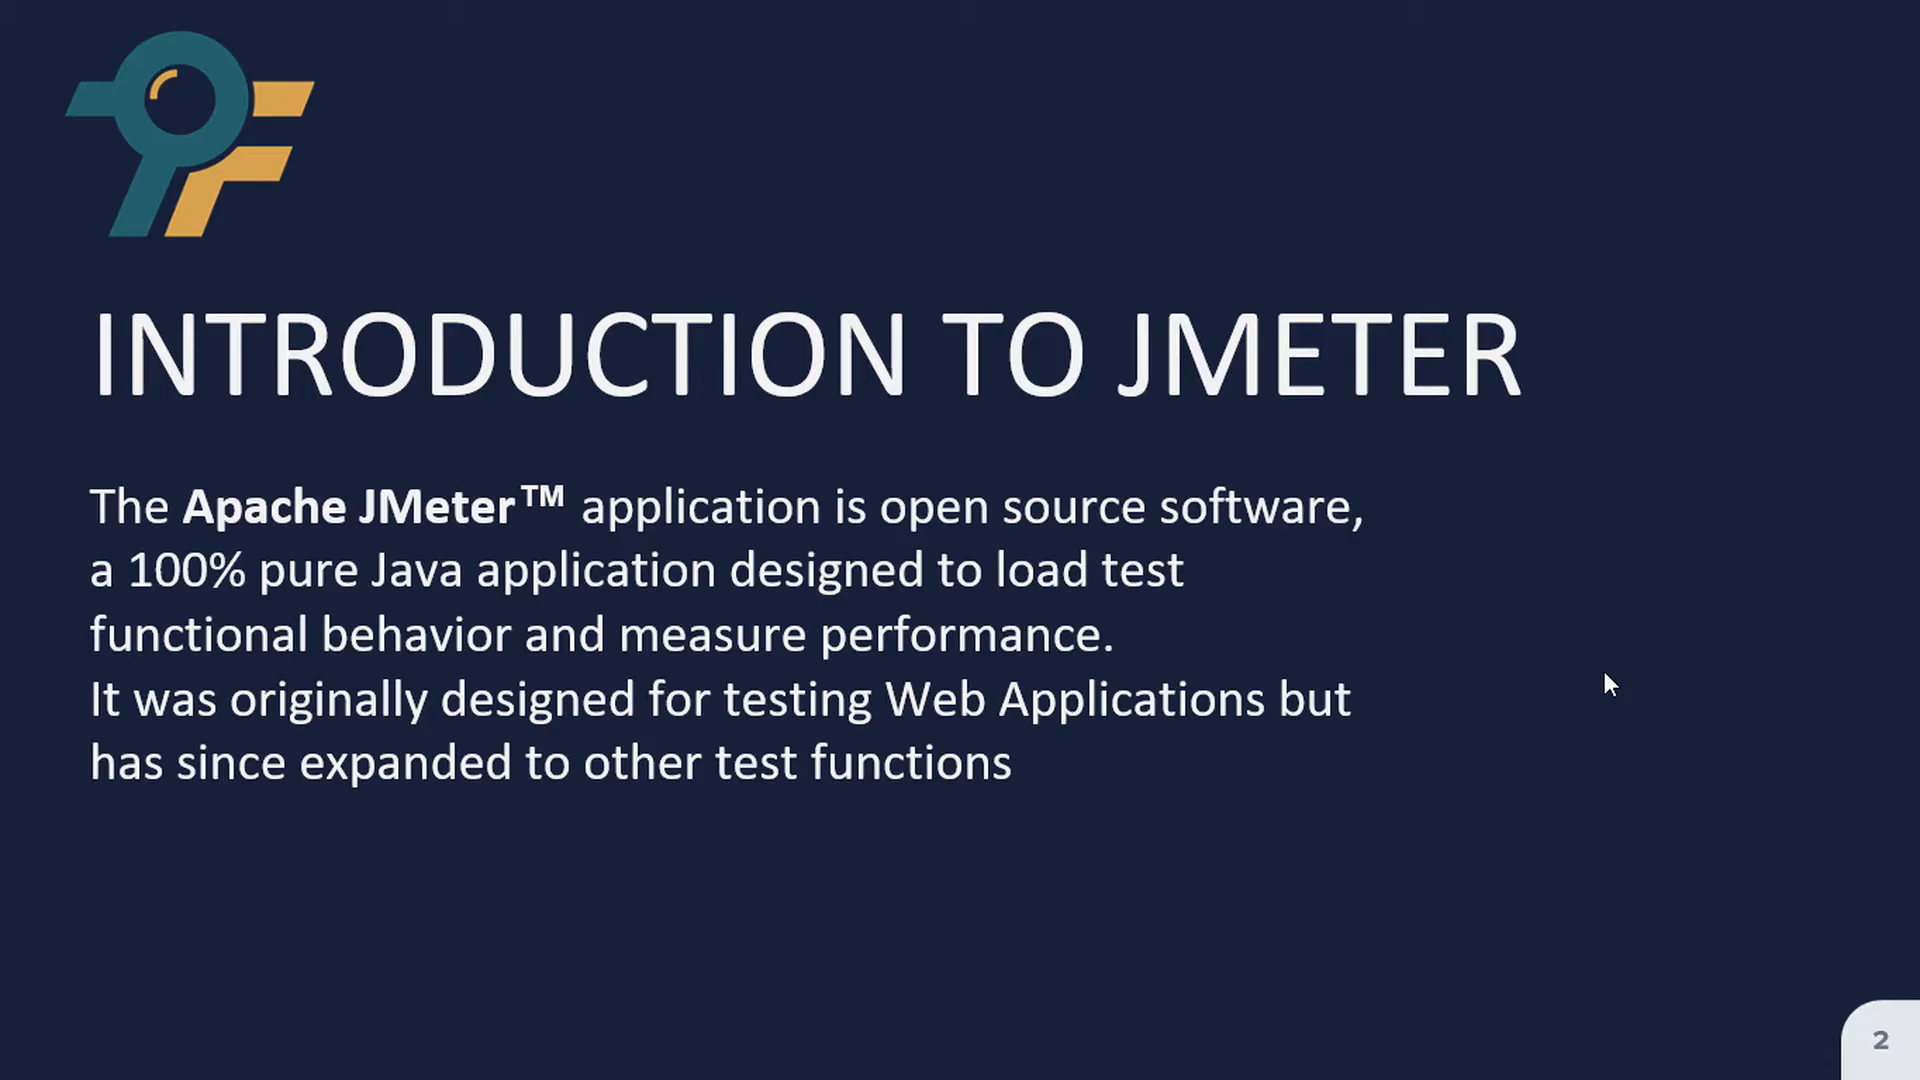 INTRODUCTION TO JMETER
The Apache JMeter™ application is open source software,
a 100% pure Java application designed to load test
functional behavior and measure performance.
It was originally designed for testing Web Applications but
has since expanded to other test functions
2